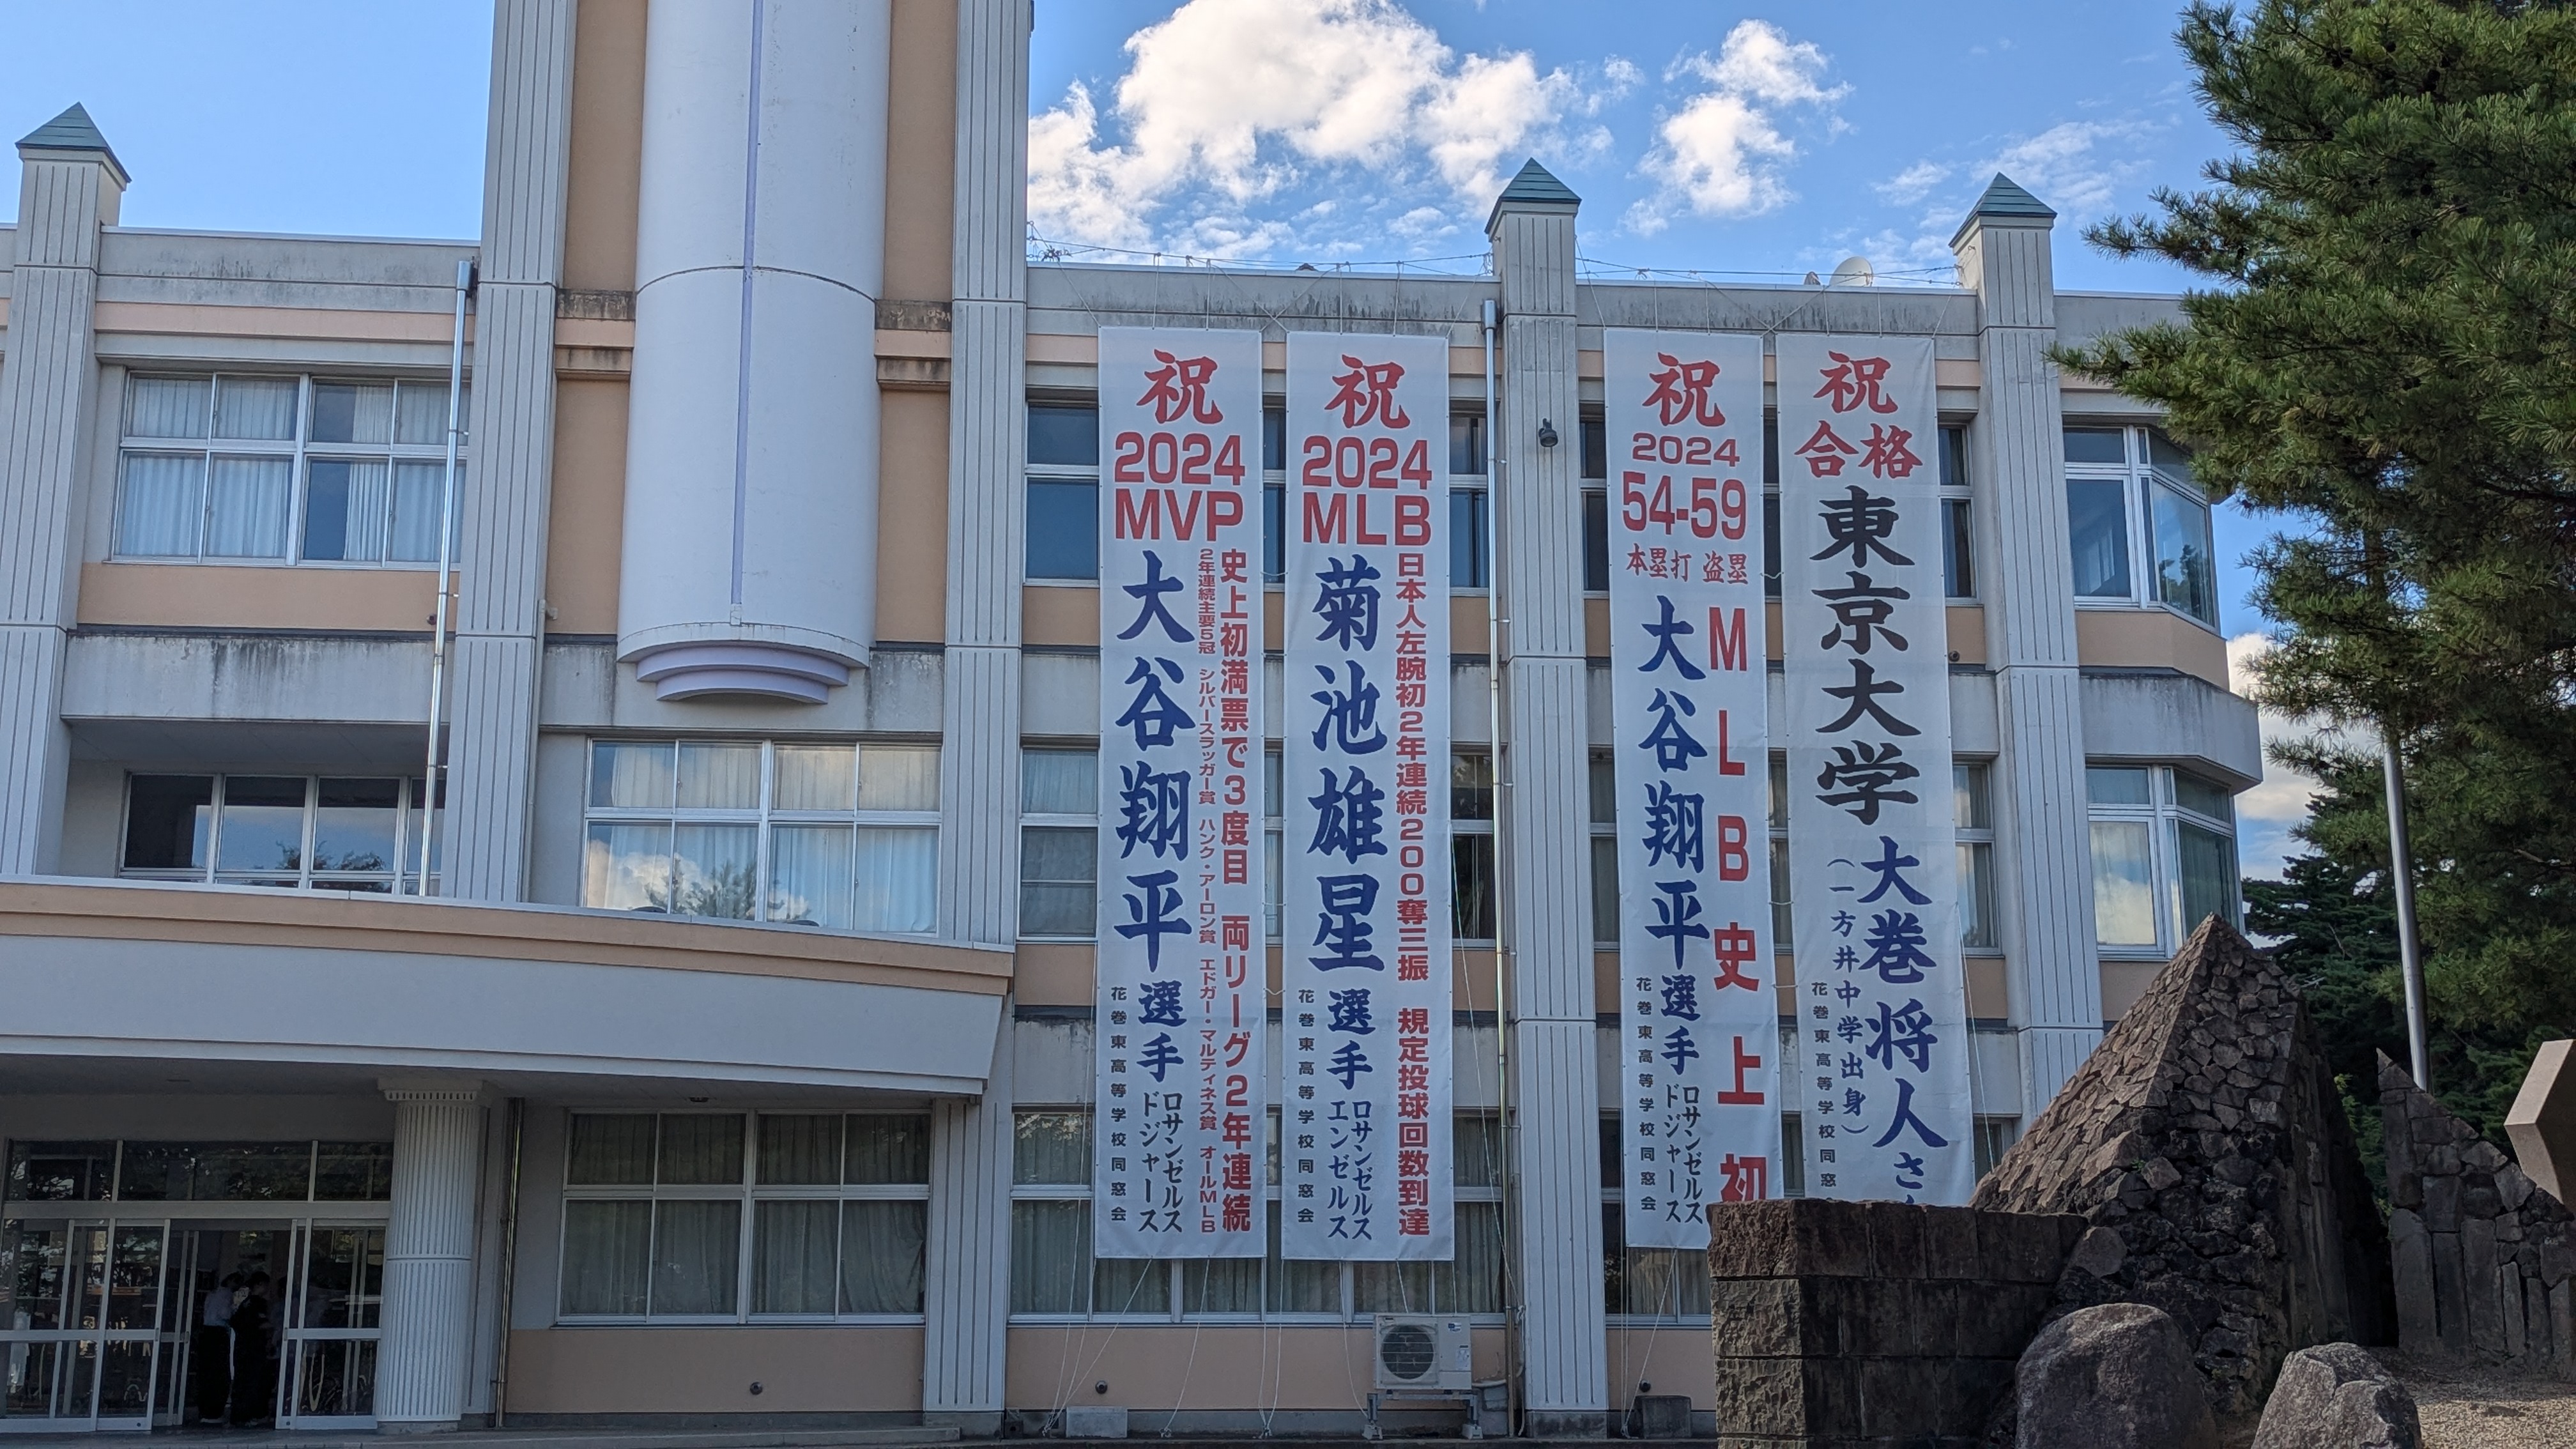 祝
2024
MVP
史上初満票で3度目 両リーグ2年連続
2年連続主要5冠 シルバースラッガー賞 ハンク・アーロン賞 エドガー・マルティネス賞 オールMLB
大谷翔平選手 ロサンゼルスドジャース
花巻東高等学校同窓会
祝
2024
MLB
日本人左腕初2年連続200奪三振 規定投球回数到達
菊池雄星選手 ロサンゼルスエンゼルス
花巻東高等学校同窓会
祝
2024
54-59
本塁打 盗塁
MLB史上初
大谷翔平選手 ロサンゼルスドジャース
花巻東高等学校同窓会
祝
合格
東京大学
大巻将人さ
(一方井中学出身)
花巻東高等学校同窓